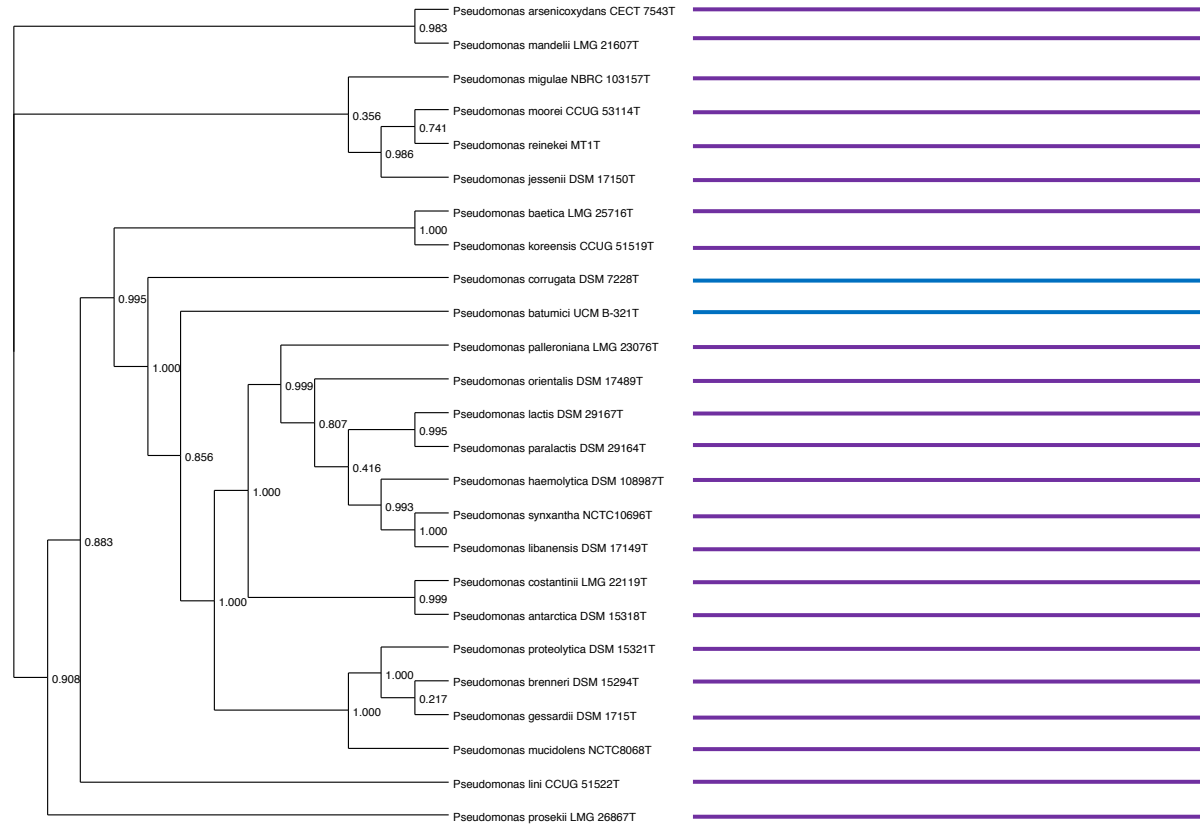 Pseudomonas arsenicoxydans CECT 7543T
0.983
Pseudomonas mandelii LMG 21607T
Pseudomonas migulae NBRC 103157T
0.356
Pseudomonas moorei CCUG 53114T
0.741
Pseudomonas reinekei MT1T
0.986
Pseudomonas jessenii DSM 17150T
Pseudomonas baetica LMG 25716T
1.000
Pseudomonas koreensis CCUG 51519T
Pseudomonas corrugata DSM 7228T
0.995
Pseudomonas batumici UCM B-321T
Pseudomonas palleroniana LMG 23076T
1.000
Pseudomonas orientalis DSM 17489T
0.999
Pseudomonas lactis DSM 29167T
0.807
0.995
Pseudomonas paralactis DSM 29164T
0.856
0.416
Pseudomonas haemolytica DSM 108987T
1.000
0.993
Pseudomonas synxantha NCTC10696T
1.000
Pseudomonas libanensis DSM 17149T
0.883
Pseudomonas costantinii LMG 22119T
1.000
0.999
Pseudomonas antarctica DSM 15318T
Pseudomonas proteolytica DSM 15321T
1.000
0.908
Pseudomonas brenneri DSM 15294T
0.217
1.000
Pseudomonas gessardii DSM 1715T
Pseudomonas mucidolens NCTC8068T
Pseudomonas lini CCUG 51522T
Pseudomonas prosekii LMG 26867T